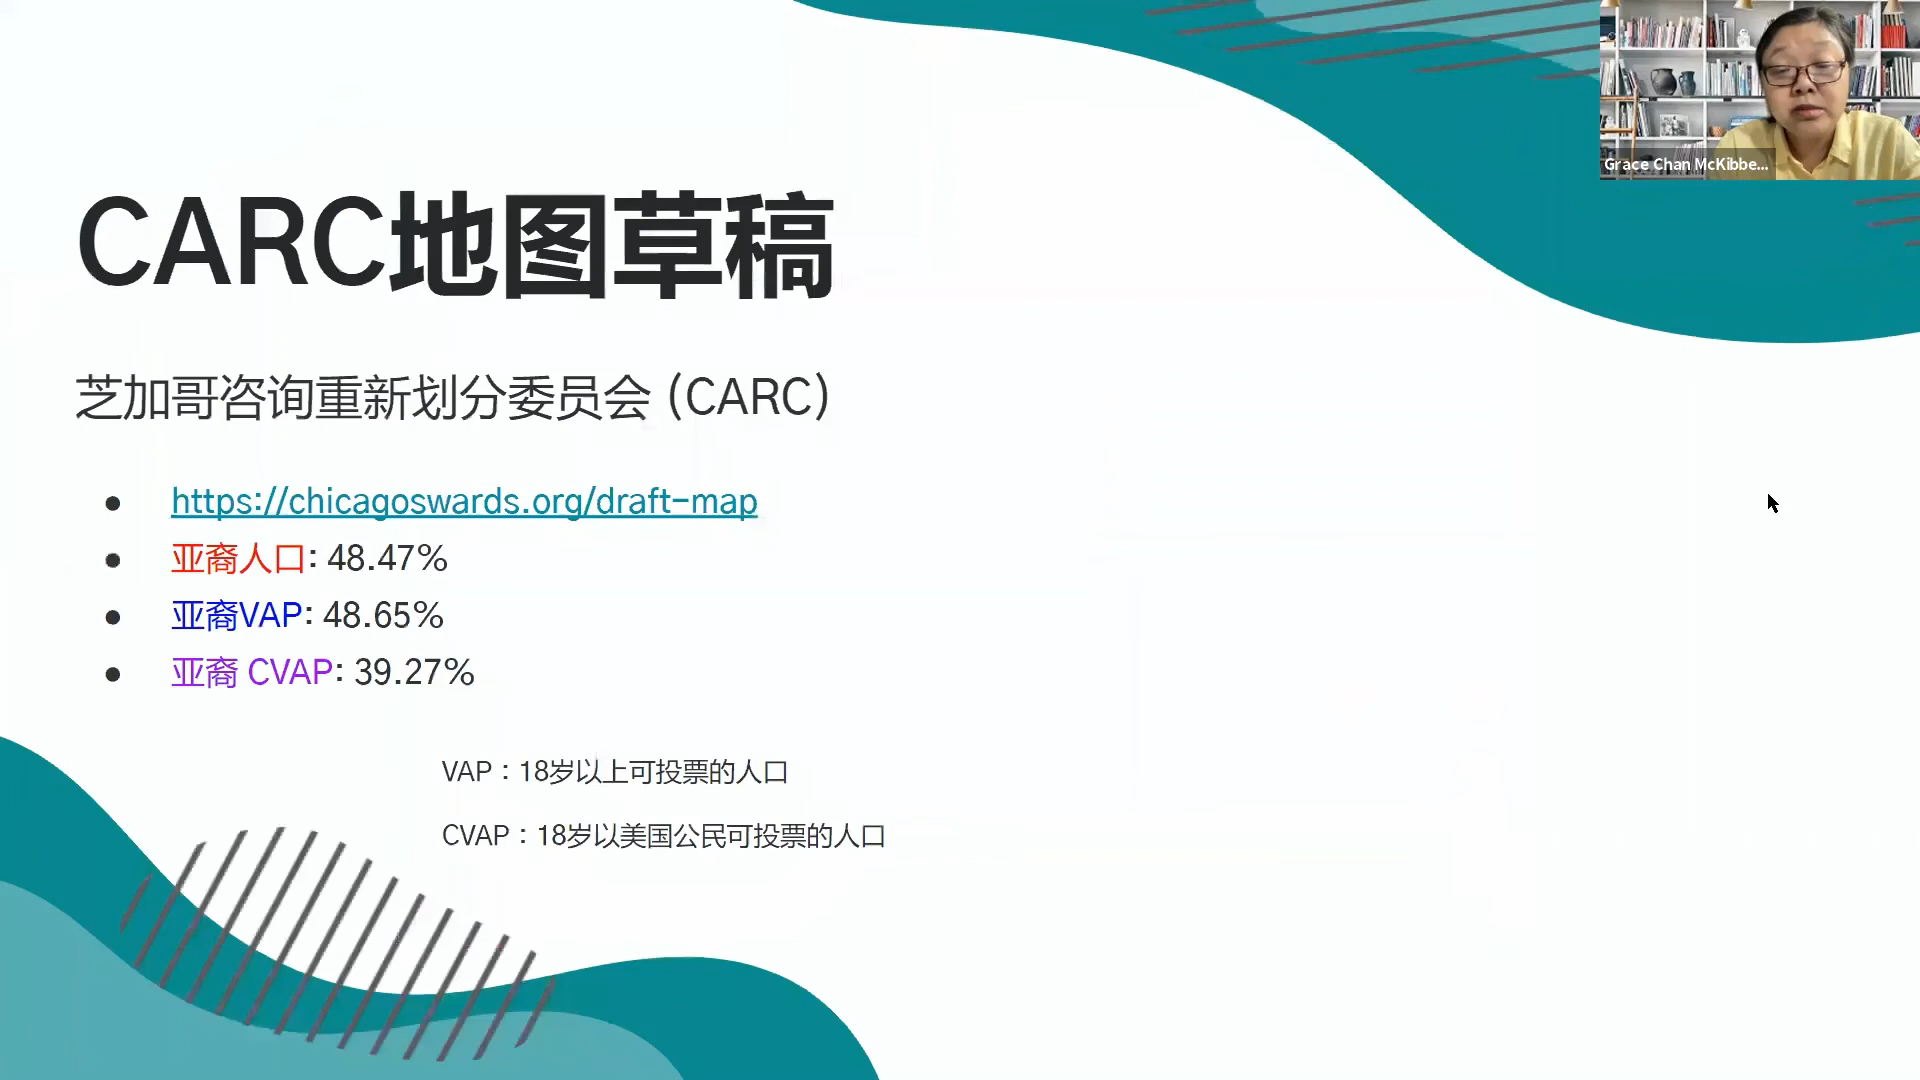 Grace Chan McKibbe...
CARC地图草稿
芝加哥咨询重新划分委员会 (CARC)
https://chicagoswards.org/draft-map
亚裔人口: 48.47%
亚裔VAP: 48.65%
亚裔 CVAP: 39.27%
VAP：18岁以上可投票的人口
CVAP：18岁以美国公民可投票的人口